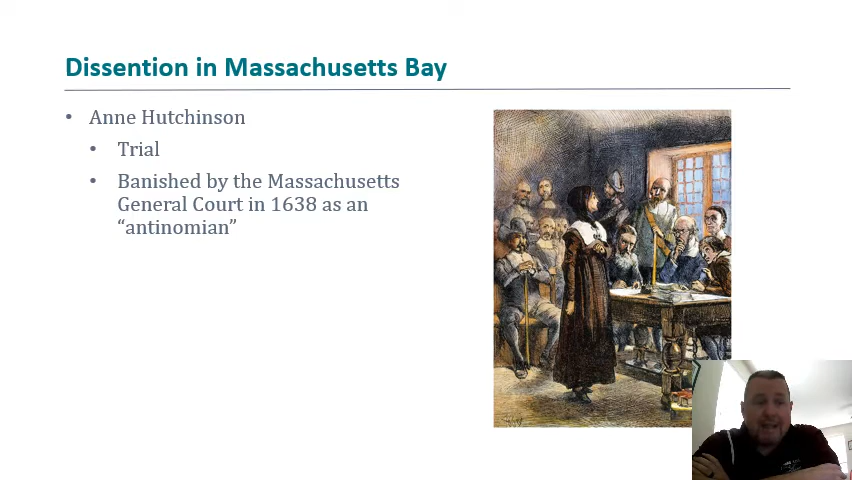 Dissention in Massachusetts Bay
• Anne Hutchinson
• Trial
• Banished by the Massachusetts
General Court in 1638 as an
“antinomian”